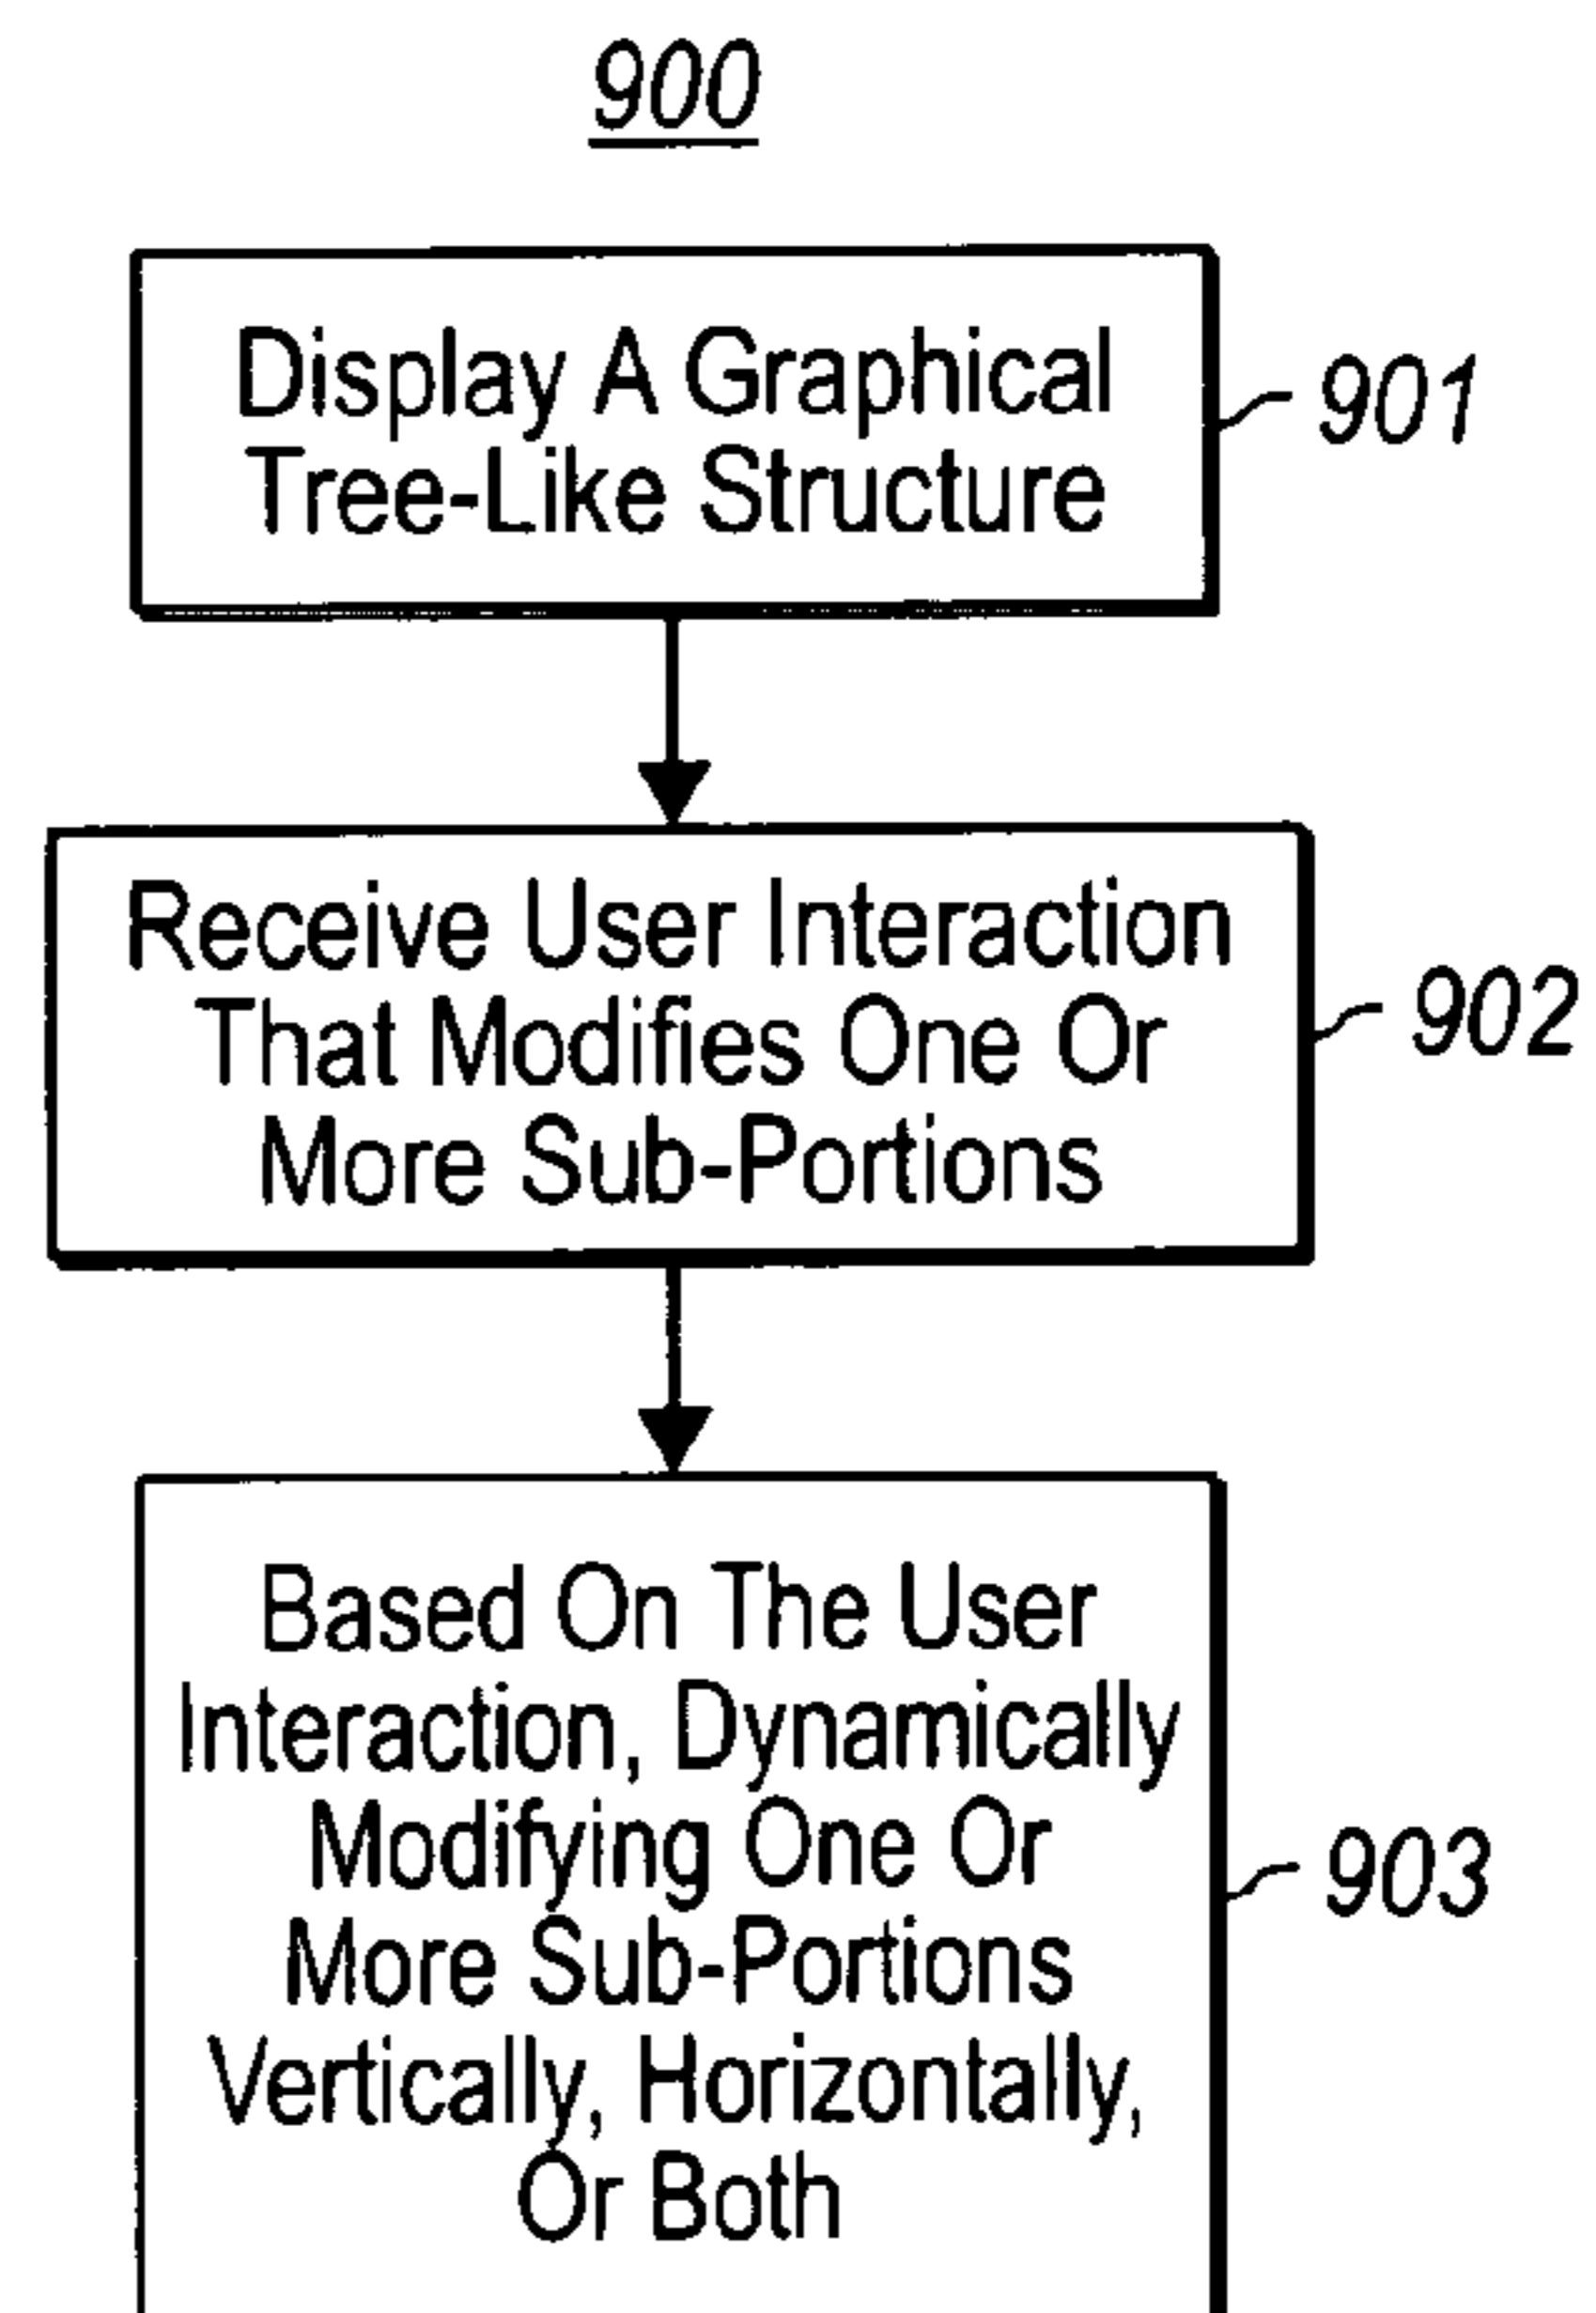 900
Display A Graphical
Tree-Like Structure
901
Receive User Interaction
That Modifies One Or
More Sub-Portions
902
Based On The User
Interaction, Dynamically
Modifying One Or
More Sub-Portions
Vertically, Horizontally,
Or Both
903